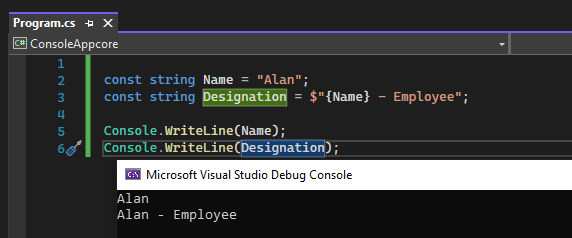 Program.cs
C# ConsoleAppcore
1
2 const string Name = "Alan";
3 const string Designation = $"{Name} - Employee";
4
5 Console.WriteLine(Name);
6 Console.WriteLine(Designation);
C:\ Microsoft Visual Studio Debug Console
Alan
Alan - Employee